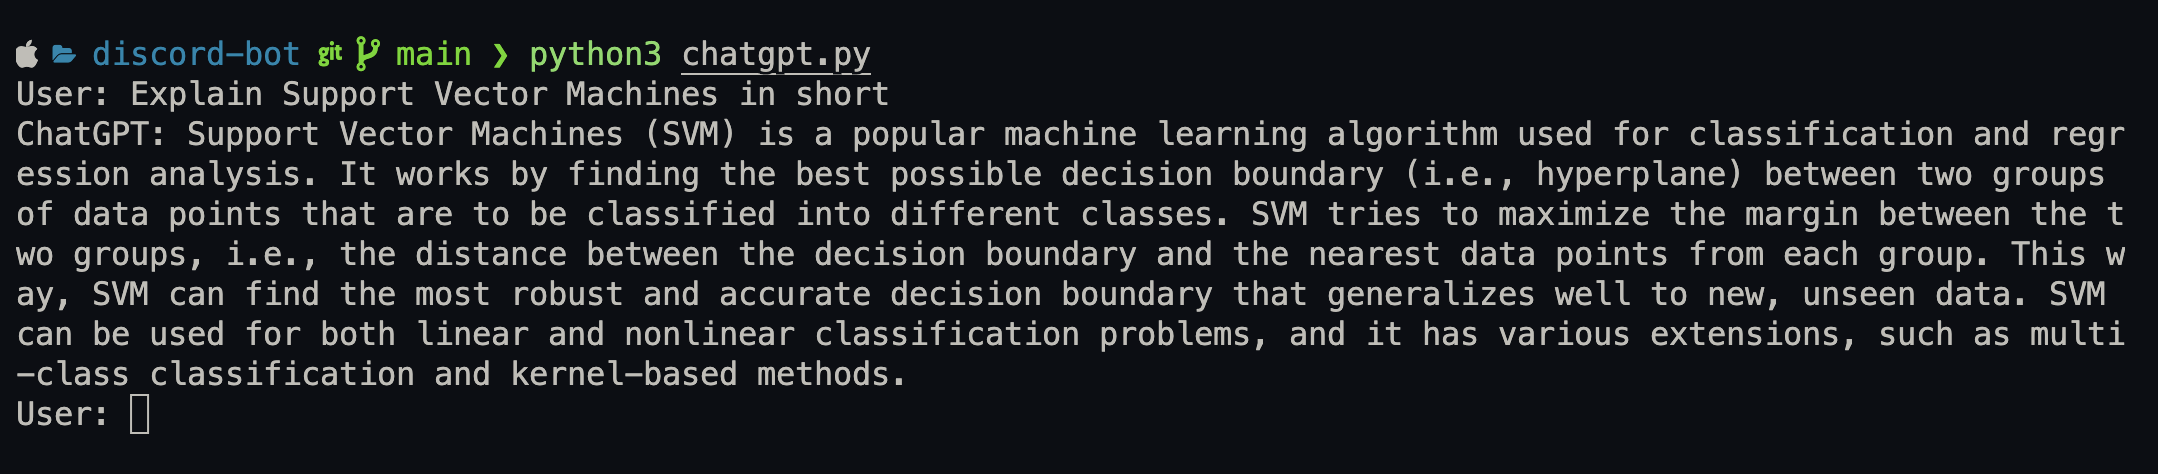 discord-bot git main ❯ python3 chatgpt.py
User: Explain Support Vector Machines in short
ChatGPT: Support Vector Machines (SVM) is a popular machine learning algorithm used for classification and regr
ession analysis. It works by finding the best possible decision boundary (i.e., hyperplane) between two groups
of data points that are to be classified into different classes. SVM tries to maximize the margin between the t
wo groups, i.e., the distance between the decision boundary and the nearest data points from each group. This w
ay, SVM can find the most robust and accurate decision boundary that generalizes well to new, unseen data. SVM
can be used for both linear and nonlinear classification problems, and it has various extensions, such as multi
-class classification and kernel-based methods.
User: